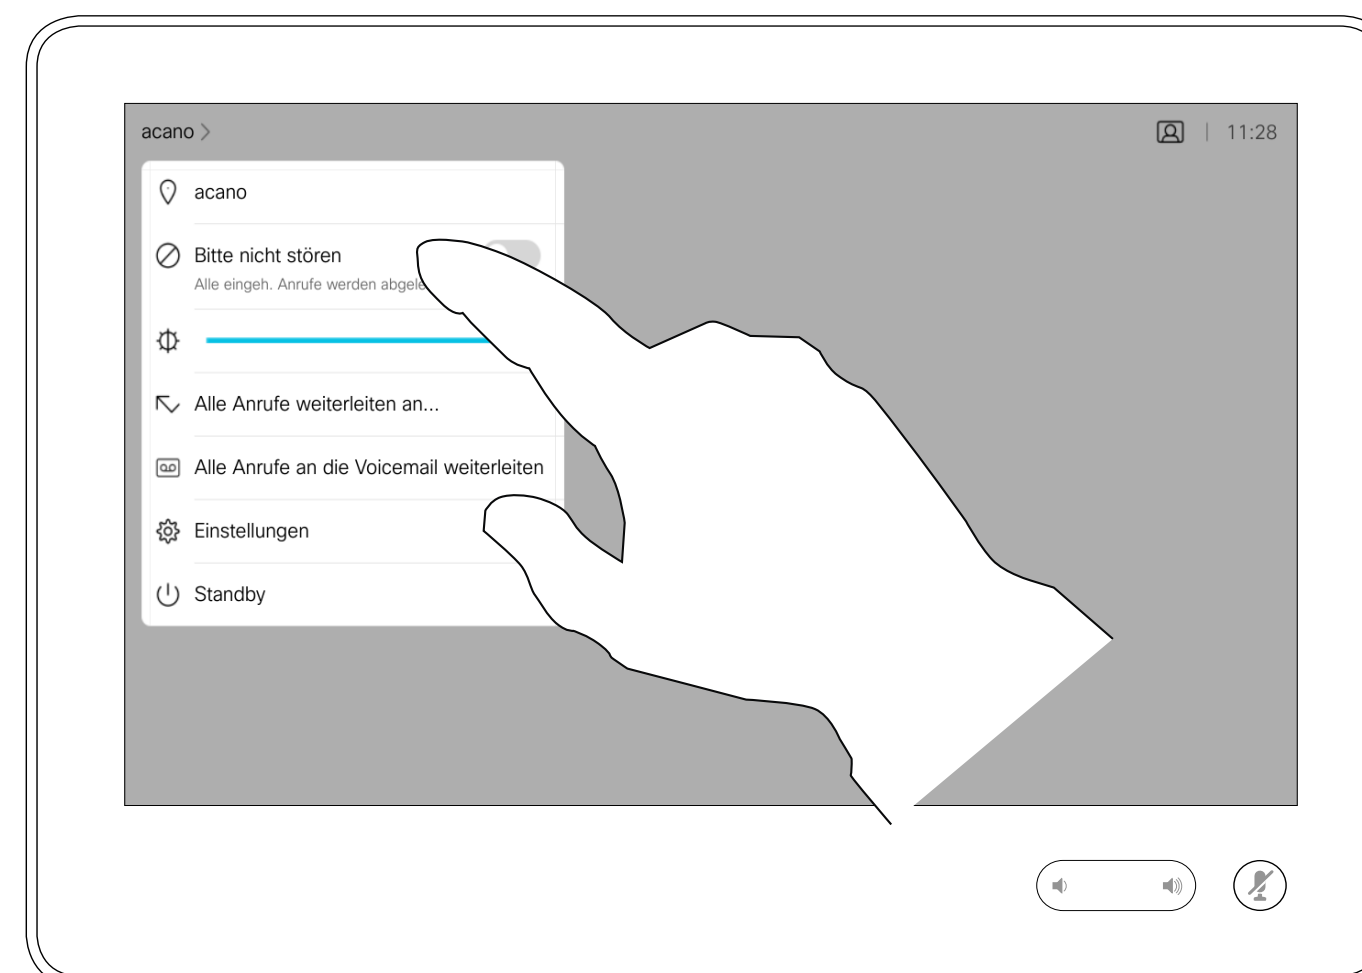 acano
11:28
acano
Bitte nicht stören
Alle eingeh. Anrufe werden
Alle Anrufe weiterleiten an...
Alle Anrufe an die Voicemail weiterleiten
Einstellungen
Standby